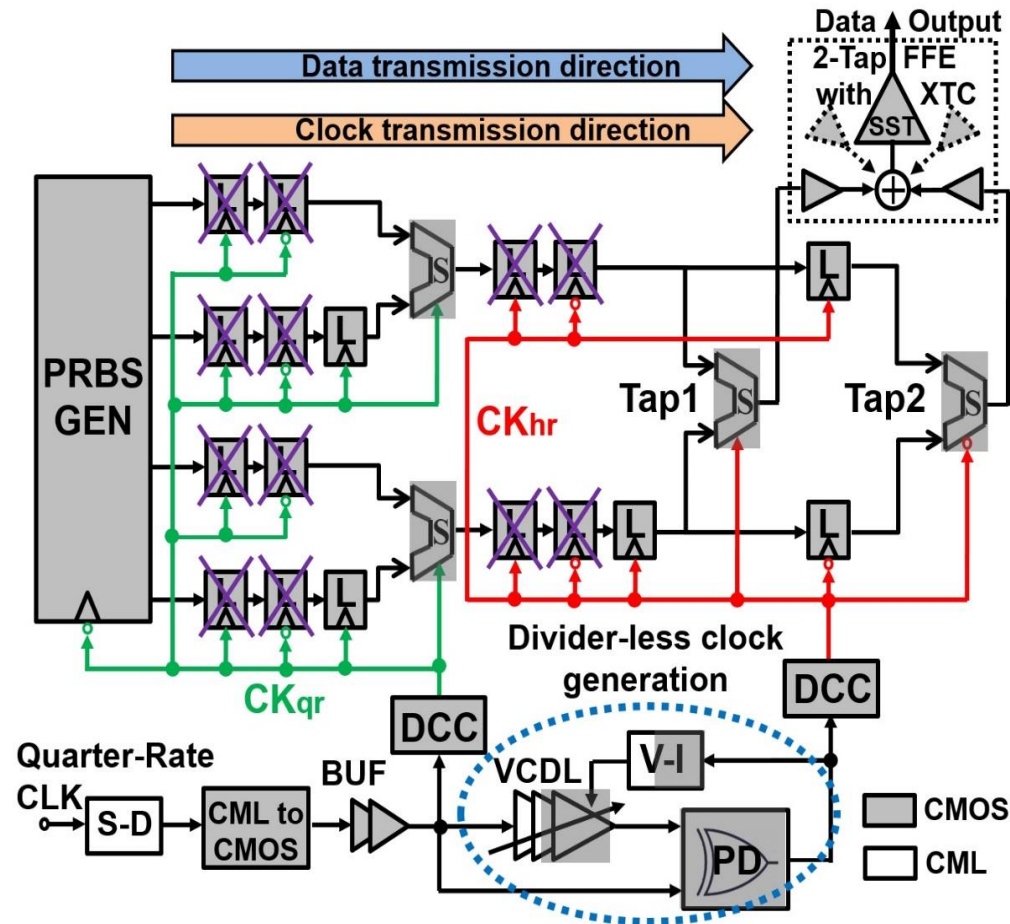 Data Output
2-Tap FFE
with XTC
SST
Data transmission direction
Clock transmission direction
L L
S
L L
L L L
PRBS
GEN
Tap1
S
Tap2
S
L
CKhr
L L
S
L L L
L L L
L
Divider-less clock
generation
CKqr
DCC
DCC
Quarter-Rate
CLK
S-D
CML to
CMOS
BUF
VCDL
V-I
PD
CMOS
CML